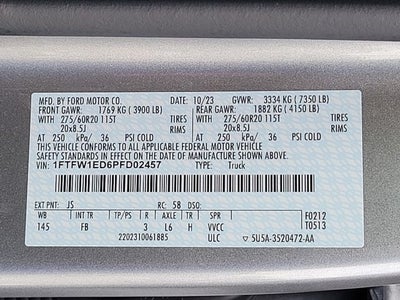 MFD. BY FORD MOTOR CO. 10/23 GVWR: 3334 KG ( 7350 LB)
FRONT GAWR: 1769 KG ( 3900 LB) REAR GAWR: 1882 KG ( 4150 LB)
WITH 275/60R20 115T TIRES WITH 275/60R20 115T TIRES
20x8.5J RIMS 20x8.5J RIMS
AT 250 kPa/ 36 PSI COLD AT 250 kPa/ 36 PSI COLD
THIS VEHICLE CONFORMS TO ALL APPLICABLE FEDERAL MOTOR VEHICLE SAFETY
STANDARDS IN EFFECT ON THE DATE OF MANUFACTURE SHOWN ABOVE.
VIN: 1FTFW1ED6PFD02457 TYPE: Truck
EXT PNT: JS RC: 58 DSO: F0212
WB INT TR TP/PS R AXLE TR SPR T0513
145 FB 3 L6 H VVCC
2202310061885 ULC 5U5A-3520472-AA